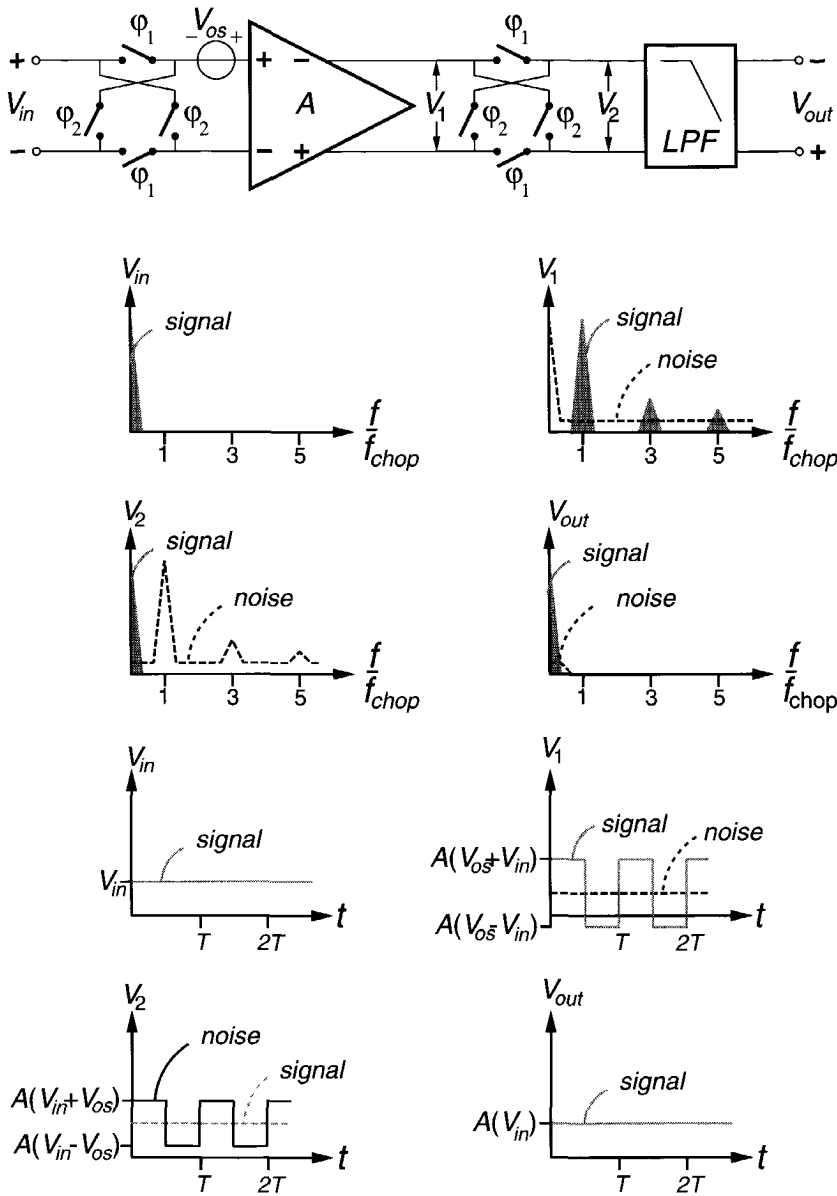 φ1 - Vos + φ1
+ + - -
Vin φ2 φ2 A V1 φ2 φ2 V2 LPF Vout
- - + +
φ1 φ1
Vin
signal
1 3 5
f
fchop
V1
signal
noise
1 3 5
f
fchop
V2
signal
noise
1 3 5
f
fchop
Vout
signal
noise
1 3 5
f
fchop
Vin
signal
Vin
T 2T t
V1
signal
noise
A(Vos+Vin)
A(Vos-Vin)
T 2T t
V2
noise
signal
A(Vin+Vos)
A(Vin-Vos)
T 2T t
Vout
signal
A(Vin)
T 2T t